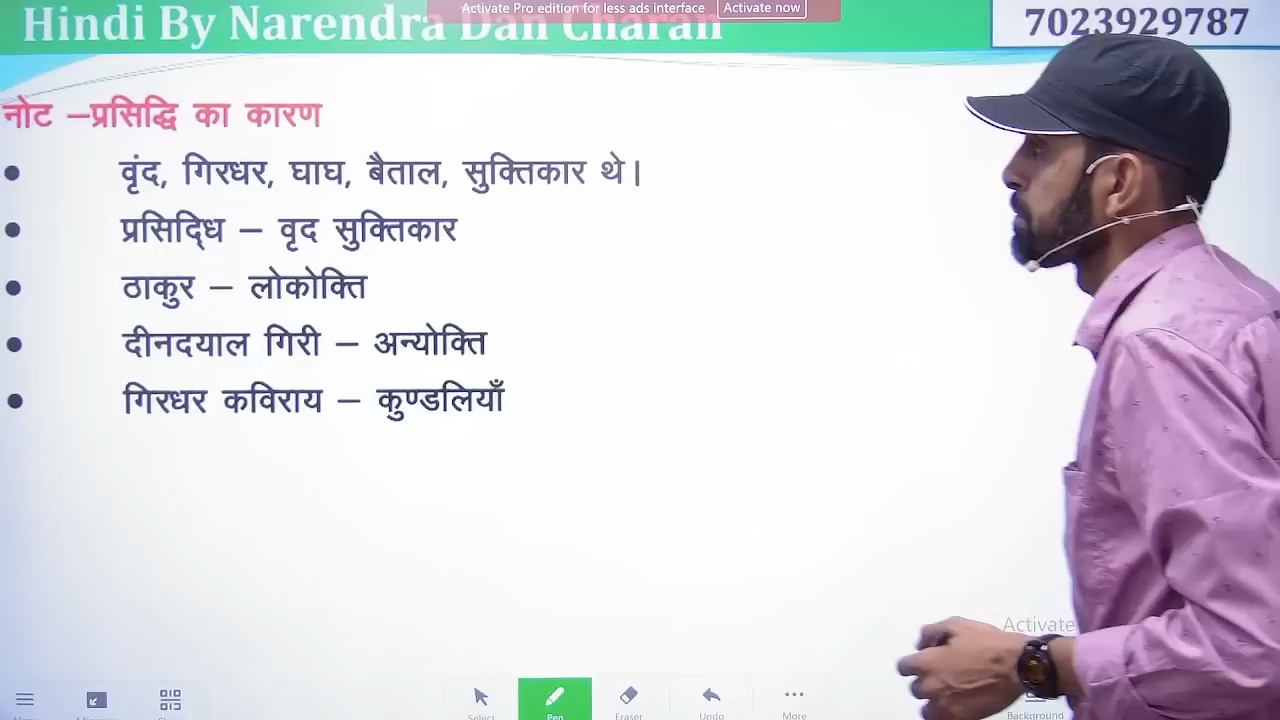 Activate Pro edition for less ads interface Activate now
Hindi By Narendra Dan Charan 7023929787
नोट –प्रसिद्धि का कारण
• वृंद, गिरधर, घाघ, बैताल, सुक्तिकार थे।
• प्रसिद्धि – वृद सुक्तिकार
• ठाकुर – लोकोक्ति
• दीनदयाल गिरी – अन्योक्ति
• गिरधर कविराय – कुण्डलियाँ
Activate
Select Pen Eraser Undo More Background